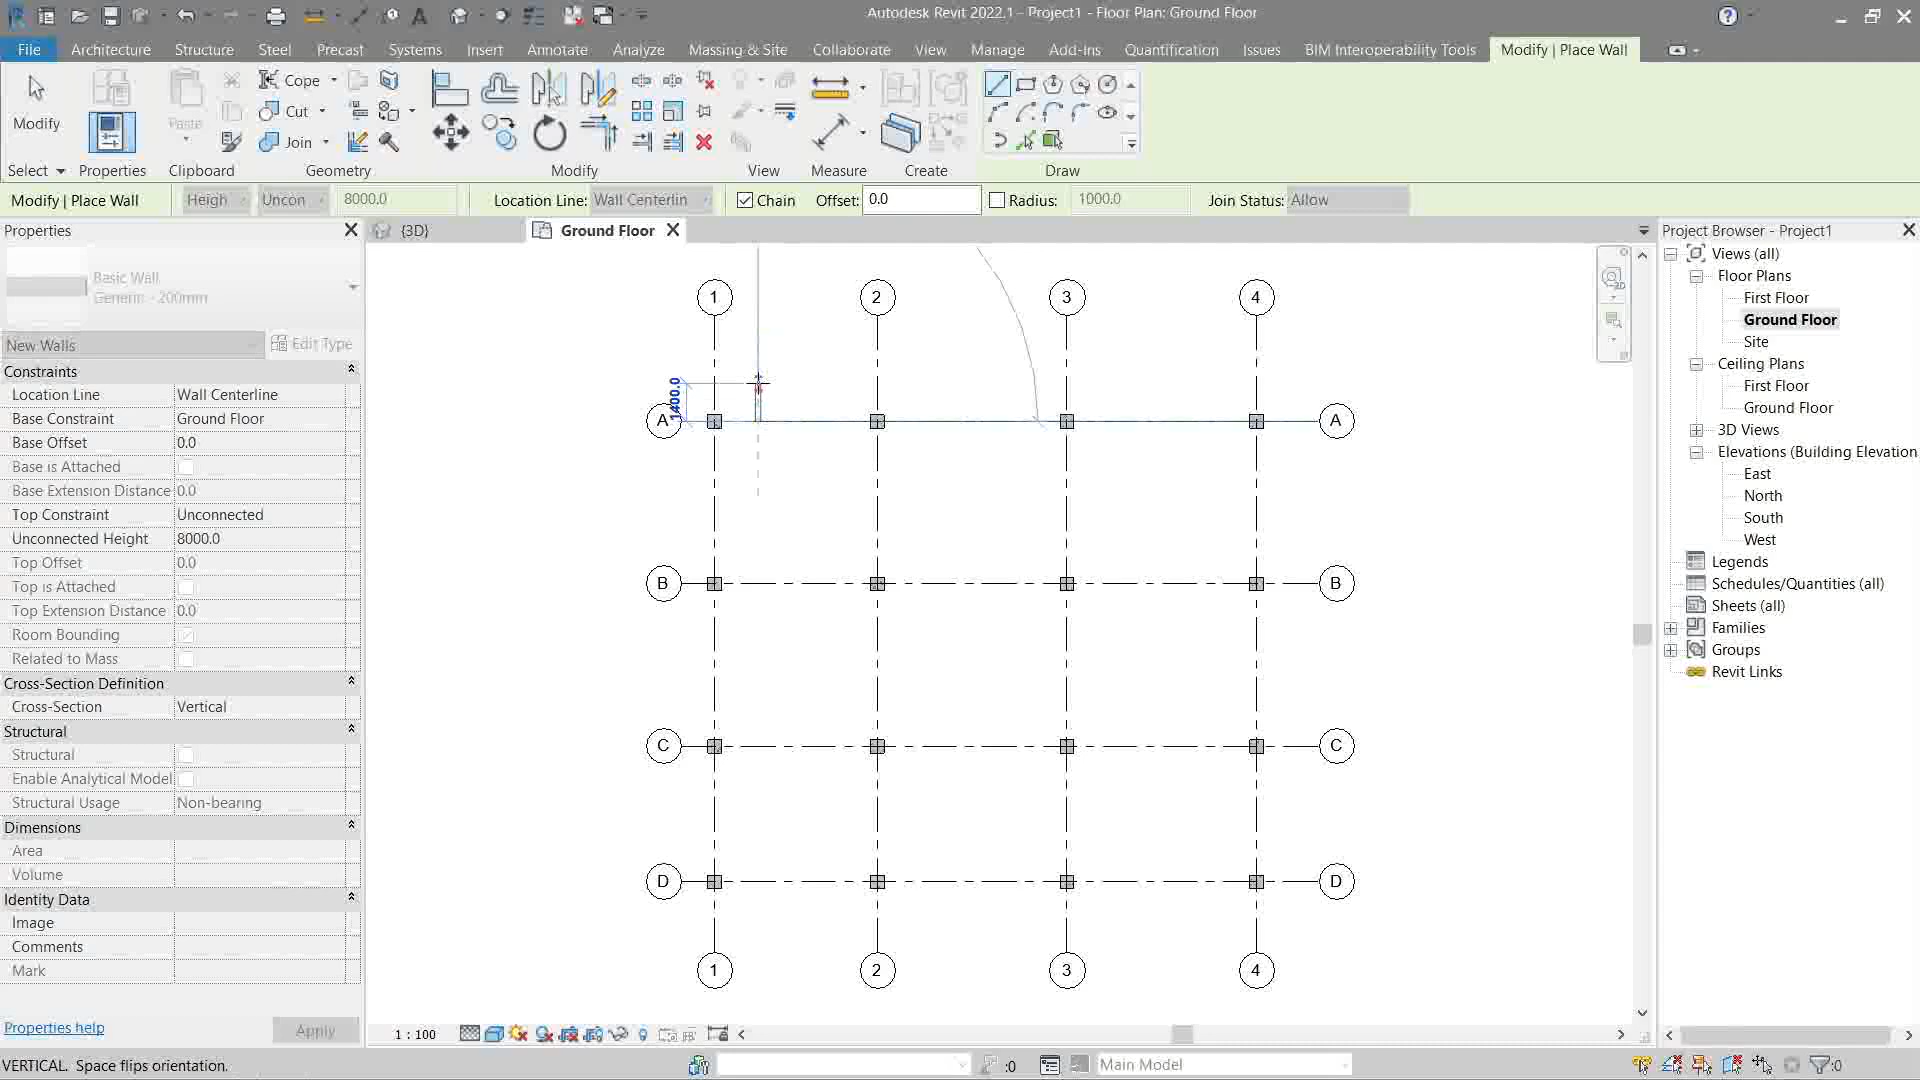 Autodesk Revit 2022.1 - Project1 - Floor Plan: Ground Floor
File Architecture Structure Steel Precast Systems Insert Annotate Analyze Massing & Site Collaborate View Manage Add-Ins Quantification Issues BIM Interoperability Tools Modify | Place Wall
Modify
Paste
Cope
Cut
Join
Select Properties Clipboard Geometry Modify View Measure Create Draw
Modify | Place Wall Heigh Uncon 8000.0 Location Line: Wall Centerlin Chain Offset: 0.0 Radius: 1000.0 Join Status: Allow
Properties
{3D}
Ground Floor
Basic Wall
Generic - 200mm
New Walls
Edit Type
Constraints
Location Line Wall Centerline
Base Constraint Ground Floor
Base Offset 0.0
Base is Attached
Base Extension Distance 0.0
Top Constraint Unconnected
Unconnected Height 8000.0
Top Offset 0.0
Top is Attached
Top Extension Distance 0.0
Room Bounding
Related to Mass
Cross-Section Definition
Cross-Section Vertical
Structural
Structural
Enable Analytical Model
Structural Usage Non-bearing
Dimensions
Area
Volume
Identity Data
Image
Comments
Mark
Properties help
Apply
1 2 3 4
1400.0
A A
B B
C C
D D
1 2 3 4
1 : 100
Project Browser - Project1
Views (all)
Floor Plans
First Floor
Ground Floor
Site
Ceiling Plans
First Floor
Ground Floor
3D Views
Elevations (Building Elevation
East
North
South
West
Legends
Schedules/Quantities (all)
Sheets (all)
Families
Groups
Revit Links
VERTICAL. Space flips orientation.
:0
Main Model
:0